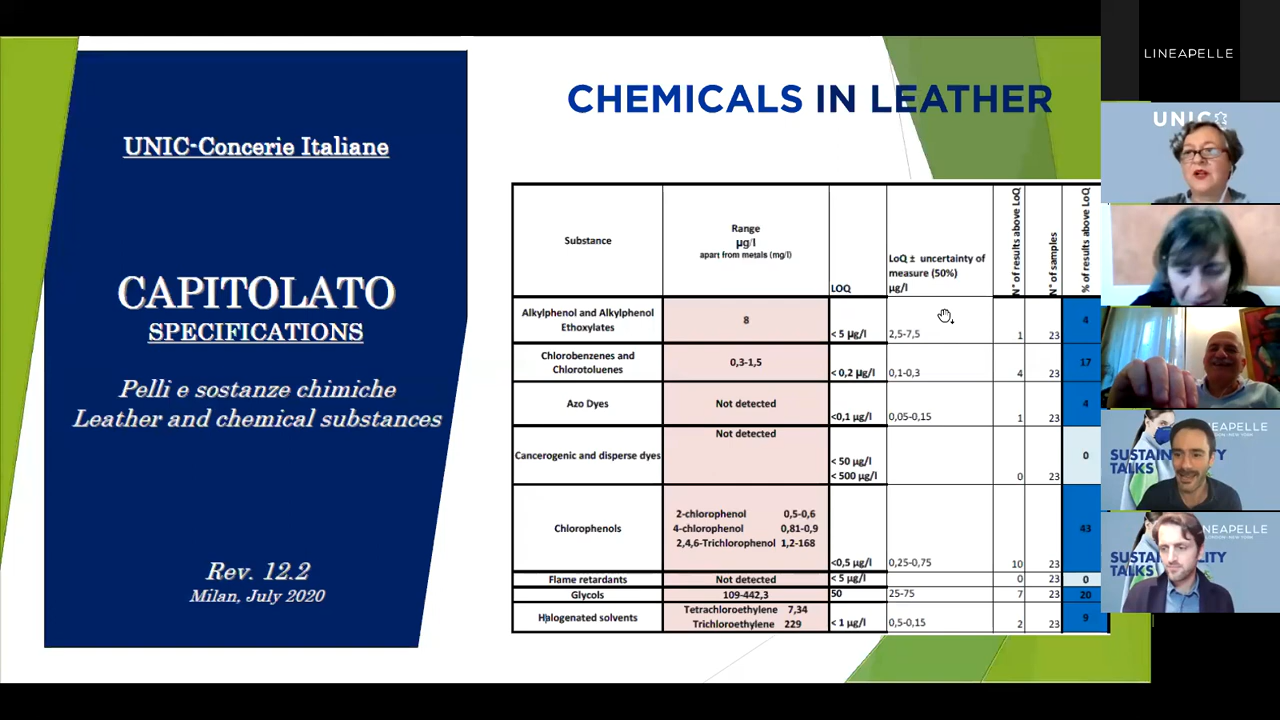 UNIC-Concerie Italiane
CAPITOLATO
SPECIFICATIONS
Pelli e sostanze chimiche
Leather and chemical substances
Rev. 12.2
Milan, July 2020
CHEMICALS IN LEATHER
Substance
Range
µg/l
apart from metals (mg/l)
LOQ
LoQ ± uncertainty of
measure (50%)
µg/l
N° of results above LoQ
N° of samples
% of results above LoQ
Alkylphenol and Alkylphenol
Ethoxylates
8
< 5 µg/l
2,5-7,5
1
23
4
Chlorobenzenes and
Chlorotoluenes
0,3-1,5
< 0,2 µg/l
0,1-0,3
4
23
17
Azo Dyes
Not detected
<0,1 µg/l
0,05-0,15
1
23
4
Cancerogenic and disperse dyes
Not detected
< 50 µg/l
< 500 µg/l
0
23
0
Chlorophenols
2-chlorophenol 0,5-0,6
4-chlorophenol 0,81-0,9
2,4,6-Trichlorophenol 1,2-168
<0,5 µg/l
0,25-0,75
10
23
43
Flame retardants
Not detected
< 5 µg/l
0
23
0
Glycols
109-442,3
50
25-75
7
23
20
Halogenated solvents
Tetrachloroethylene 7,34
Trichloroethylene 229
< 1 µg/l
0,5-0,15
2
23
9
LINEAPELLE
UNIC
LINEAPELLE
LONDON-NEW YORK
SUSTAINABILITY
TALKS
LINEAPELLE
LONDON-NEW YORK
SUSTAINABILITY
TALKS